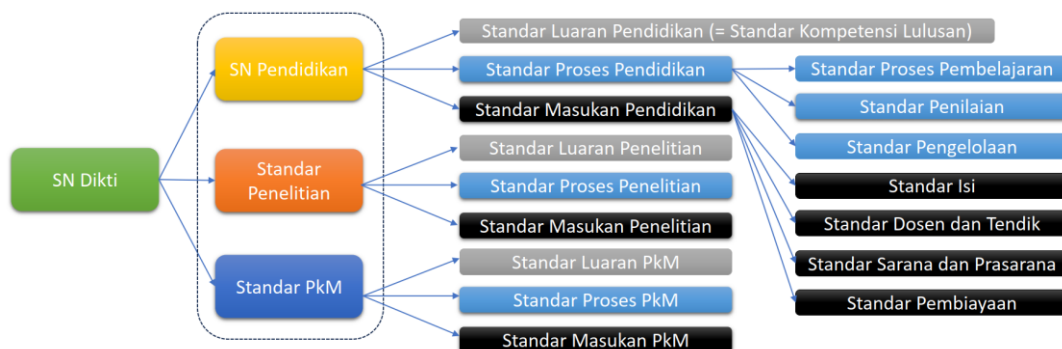 SN Dikti
SN Pendidikan
Standar
Penelitian
Standar PkM
Standar Luaran Pendidikan (= Standar Kompetensi Lulusan)
Standar Proses Pendidikan
Standar Masukan Pendidikan
Standar Luaran Penelitian
Standar Proses Penelitian
Standar Masukan Penelitian
Standar Luaran PkM
Standar Proses PkM
Standar Masukan PkM
Standar Proses Pembelajaran
Standar Penilaian
Standar Pengelolaan
Standar Isi
Standar Dosen dan Tendik
Standar Sarana dan Prasarana
Standar Pembiayaan